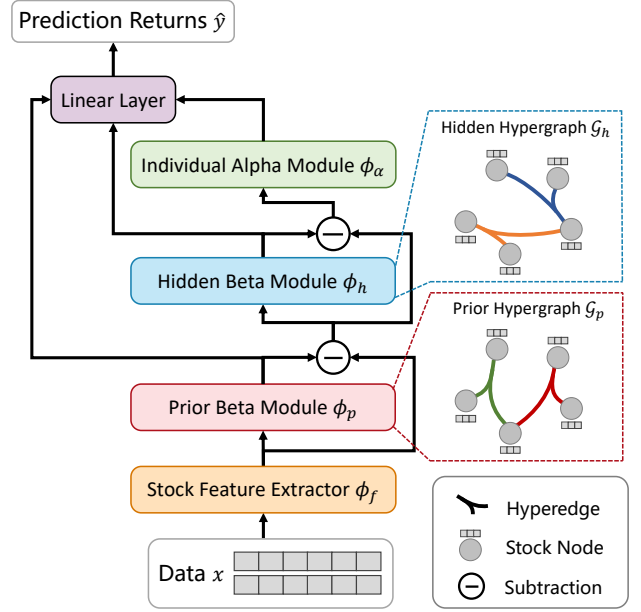 Prediction Returns ŷ
Linear Layer
Individual Alpha Module ϕα
Hidden Beta Module ϕh
Prior Beta Module ϕp
Stock Feature Extractor ϕf
Data x
Hidden Hypergraph 𝒢h
Prior Hypergraph 𝒢p
Hyperedge
Stock Node
Subtraction